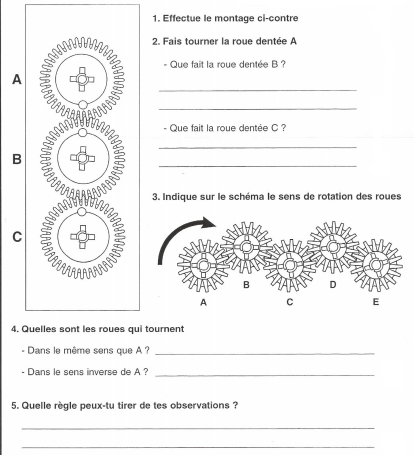 1. Effectue le montage ci-contre
2. Fais tourner la roue dentée A
- Que fait la roue dentée B ?
- Que fait la roue dentée C ?
A
B
C
3. Indique sur le schéma le sens de rotation des roues
A
B
C
D
E
4. Quelles sont les roues qui tournent
- Dans le même sens que A ?
- Dans le sens inverse de A ?
5. Quelle règle peux-tu tirer de tes observations ?